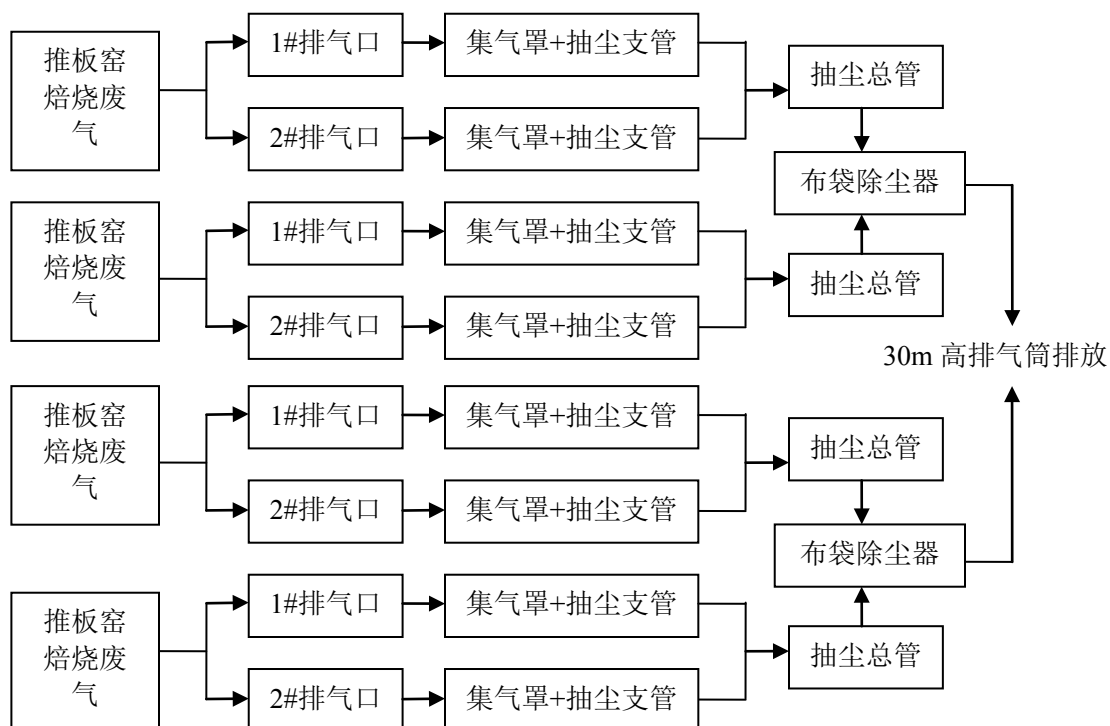 推板窑
焙烧废
气
1#排气口
集气罩+抽尘支管
2#排气口
集气罩+抽尘支管
抽尘总管
布袋除尘器
推板窑
焙烧废
气
1#排气口
集气罩+抽尘支管
2#排气口
集气罩+抽尘支管
抽尘总管
30m 高排气筒排放
推板窑
焙烧废
气
1#排气口
集气罩+抽尘支管
2#排气口
集气罩+抽尘支管
抽尘总管
布袋除尘器
推板窑
焙烧废
气
1#排气口
集气罩+抽尘支管
2#排气口
集气罩+抽尘支管
抽尘总管